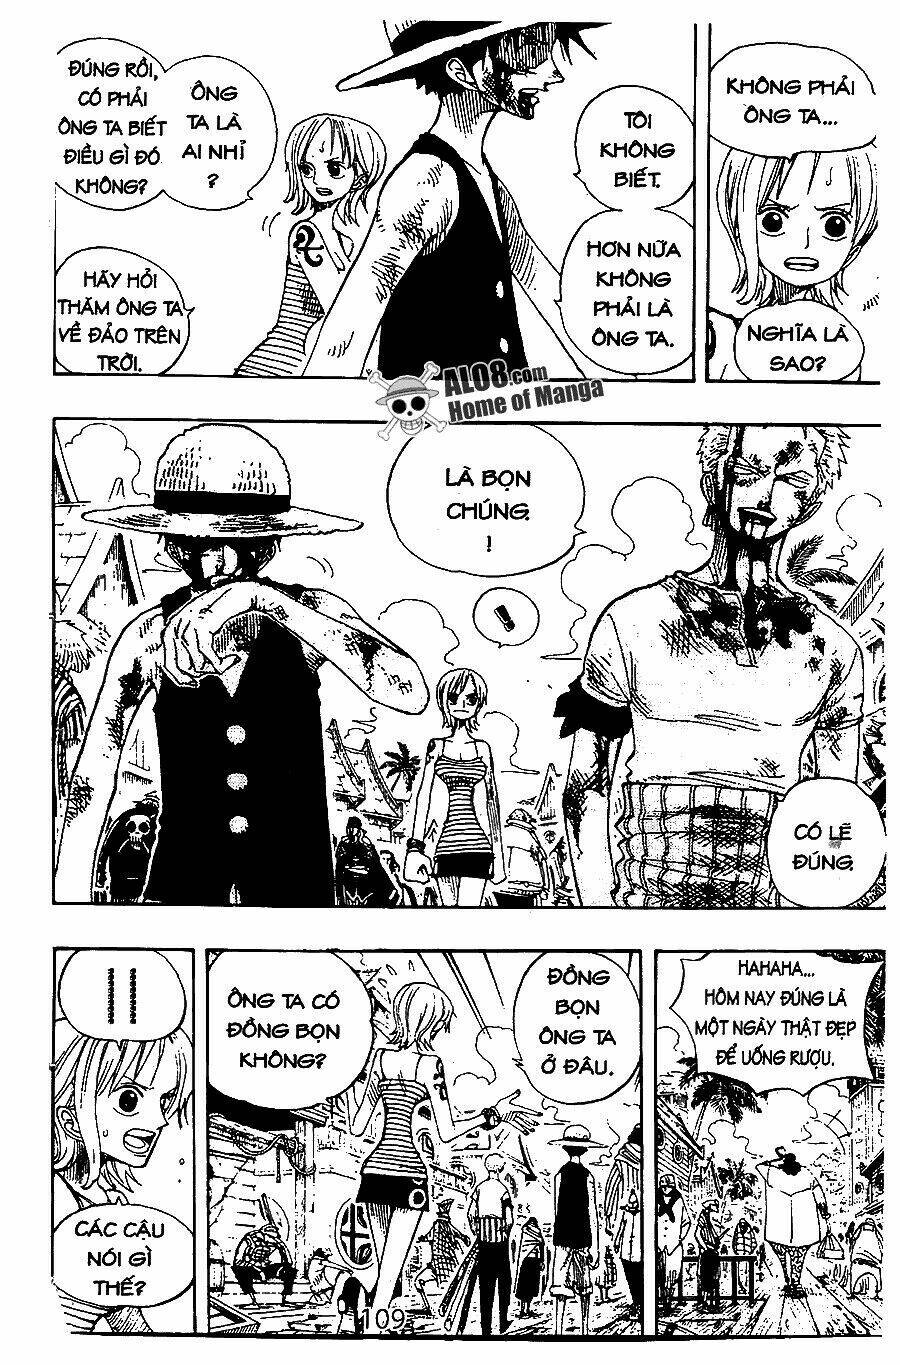 ĐÚNG RỒI,
CÓ PHẢI
ÔNG TA BIẾT
ĐIỀU GÌ ĐÓ
KHÔNG?
ÔNG
TA LÀ
AI NHỈ
?
HÃY HỎI
THĂM ÔNG TA
VỀ ĐẢO TRÊN
TRỜI.
TÔI
KHÔNG
BIẾT.
HƠN NỮA
KHÔNG
PHẢI LÀ
ÔNG TA.
KHÔNG PHẢI
ÔNG TA...
NGHĨA LÀ
SAO?
ALO8.com
Home of Manga
LÀ BỌN
CHÚNG.
!
!
CÓ LẼ
ĐÚNG.
!!
CÁC CẬU
NÓI GÌ
THẾ?
ÔNG TA CÓ
ĐỒNG BỌN
KHÔNG?
ĐỒNG
BỌN
ÔNG TA
Ở ĐÂU.
HAHAHA...
HÔM NAY ĐÚNG LÀ
MỘT NGÀY THẬT ĐẸP
ĐỂ UỐNG RƯỢU.
109